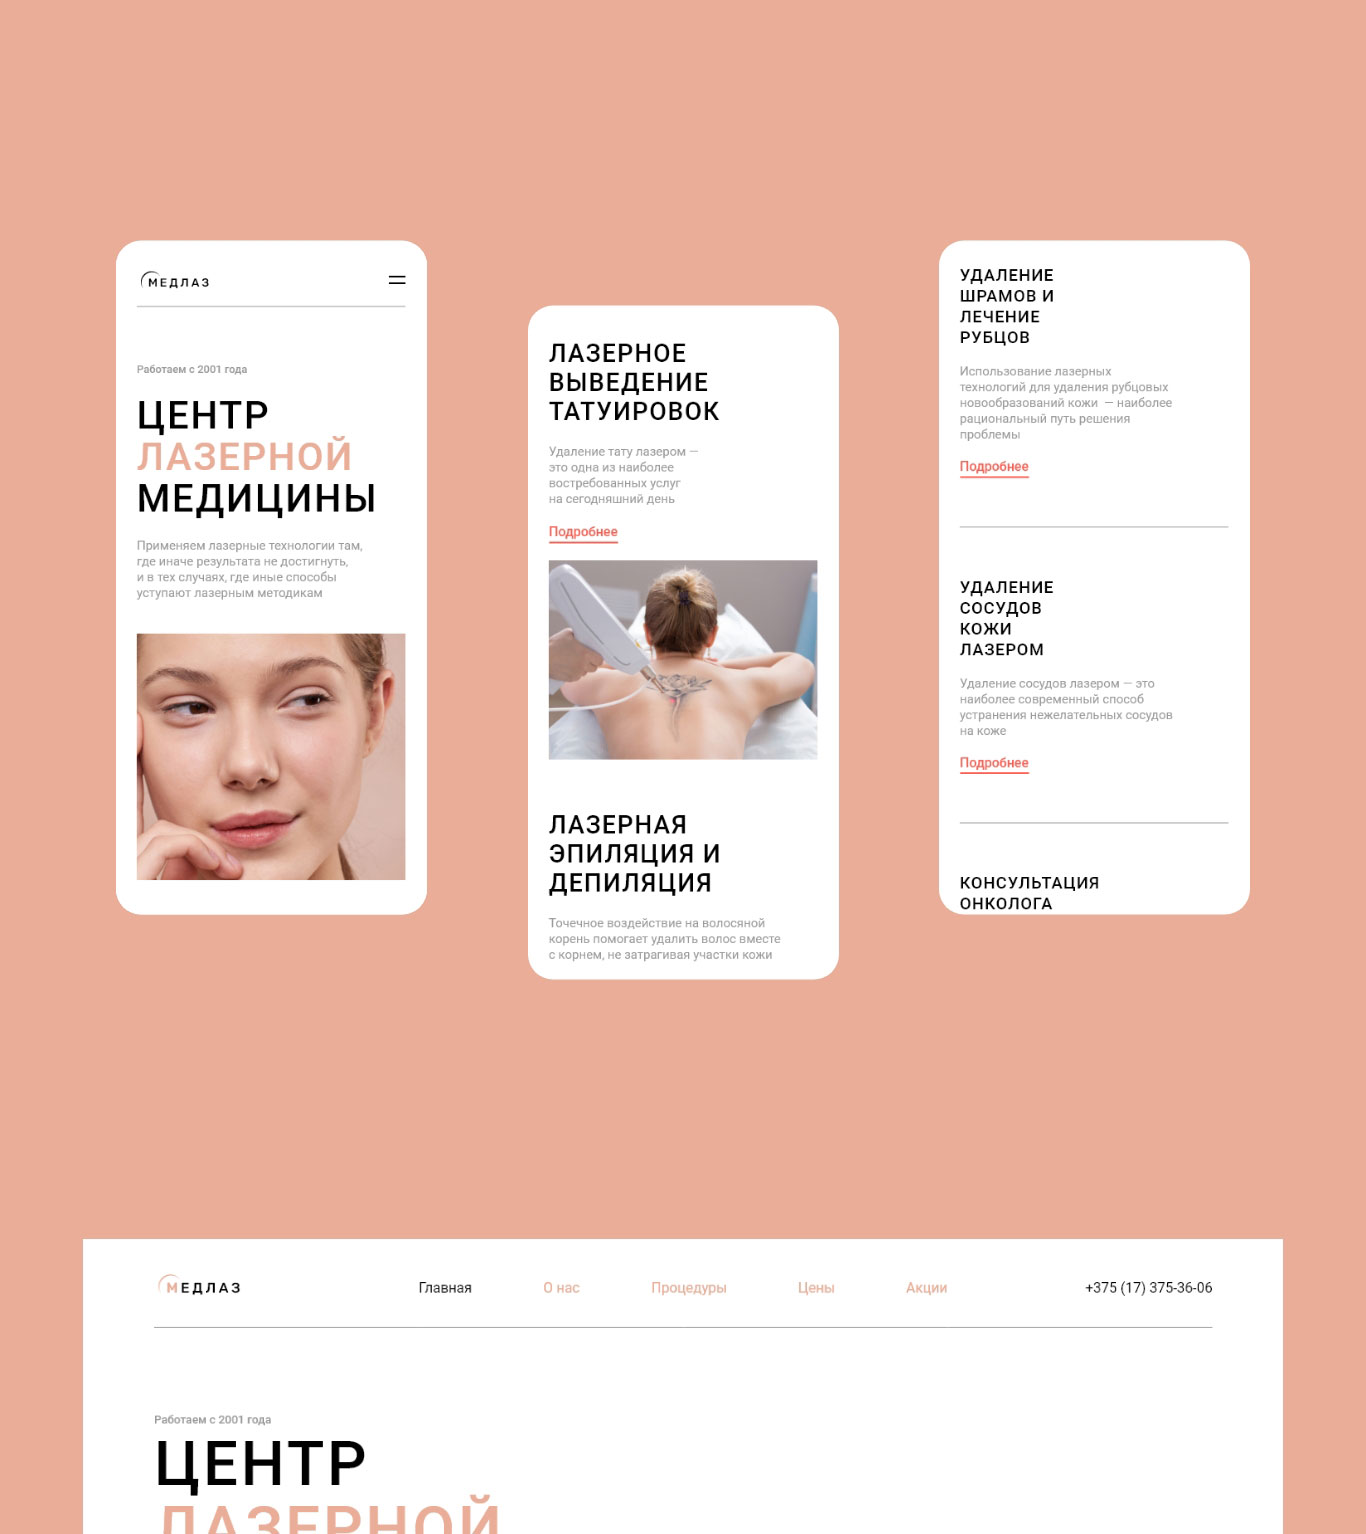 МЕДЛАЗ
Работаем с 2001 года
ЦЕНТР
ЛАЗЕРНОЙ
МЕДИЦИНЫ
Применяем лазерные технологии там,
где иначе результата не достигнуть,
и в тех случаях, где иные способы
уступают лазерным методикам
ЛАЗЕРНОЕ
ВЫВЕДЕНИЕ
ТАТУИРОВОК
Удаление тату лазером —
это одна из наиболее
востребованных услуг
на сегодняшний день
Подробнее
ЛАЗЕРНАЯ
ЭПИЛЯЦИЯ И
ДЕПИЛЯЦИЯ
Точечное воздействие на волосяной
корень помогает удалить волос вместе
с корнем, не затрагивая участки кожи
УДАЛЕНИЕ
ШРАМОВ И
ЛЕЧЕНИЕ
РУБЦОВ
Использование лазерных
технологий для удаления рубцовых
новообразований кожи — наиболее
рациональный путь решения
проблемы
Подробнее
УДАЛЕНИЕ
СОСУДОВ
КОЖИ
ЛАЗЕРОМ
Удаление сосудов лазером — это
наиболее современный способ
устранения нежелательных сосудов
на коже
Подробнее
КОНСУЛЬТАЦИЯ
ОНКОЛОГА
МЕДЛАЗ Главная О нас Процедуры Цены Акции +375 (17) 375-36-06
Работаем с 2001 года
ЦЕНТР
ЛАЗЕРНОЙ